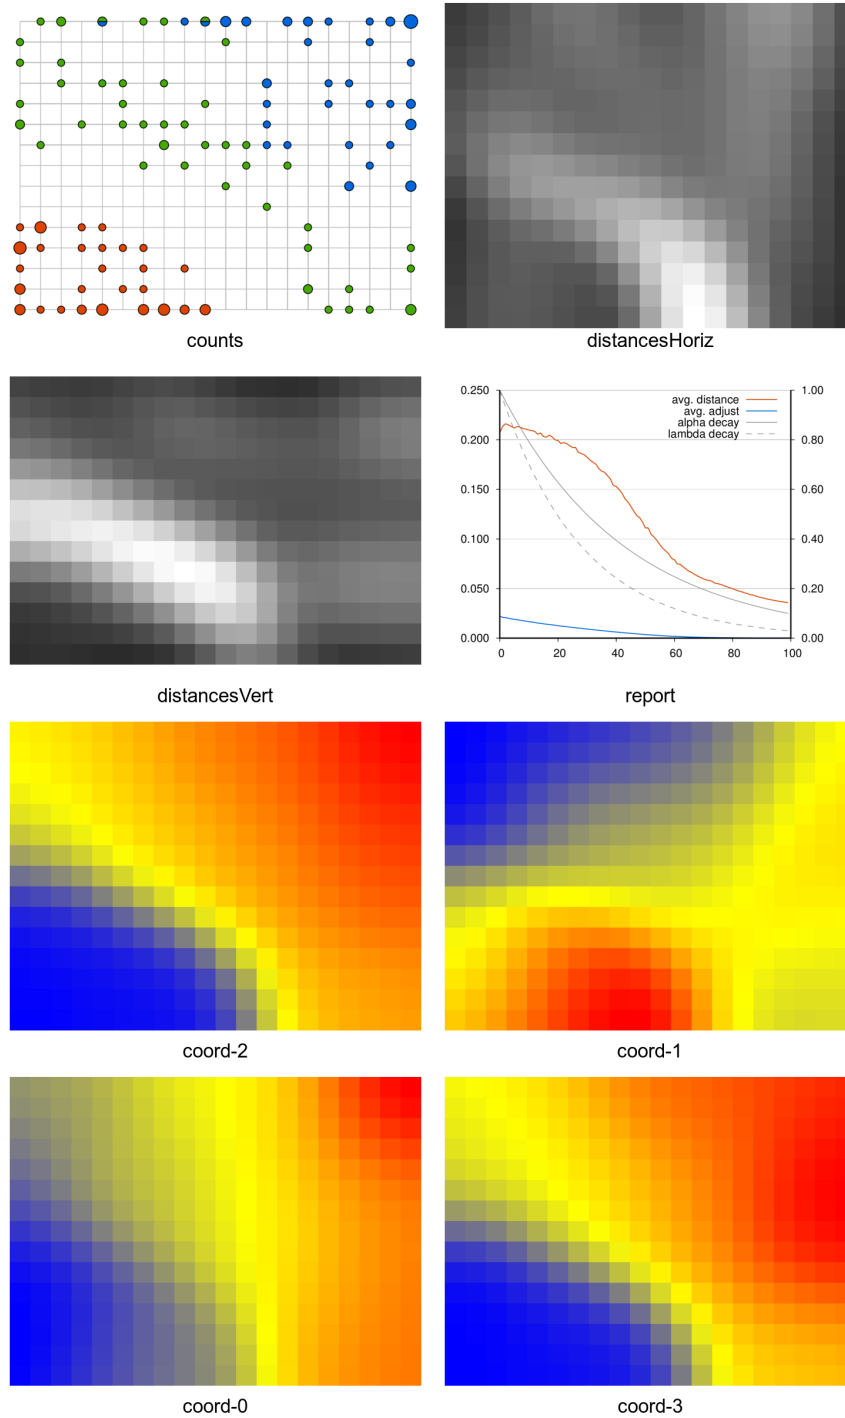 counts
distancesHoriz
0.250
1.00
avg. distance
avg. adjust
alpha decay
lambda decay
0.200
0.80
0.150
0.60
0.100
0.40
0.050
0.20
0.000
0.00
0 20 40 60 80 100
distancesVert
report
coord-2
coord-1
coord-0
coord-3